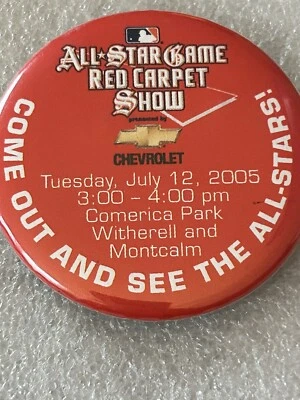 ALL★STAR GAME
RED CARPET
SHOW
presented by
CHEVROLET
Tuesday, July 12, 2005
3:00 - 4:00 pm
Comerica Park
Witherell and
Montcalm
COME OUT AND SEE THE ALL-STARS!